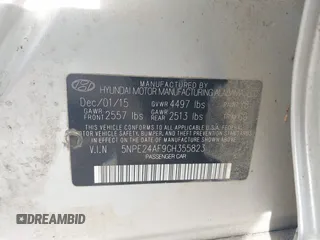 MANUFACTURED BY
HYUNDAI MOTOR MANUFACTURING ALABAMA
Dec/01/15 GVWR 4497 lbs
GAWR FRONT 2557 lbs GAWR REAR 2513 lbs
THIS VEHICLE CONFORMS TO ALL APPLICABLE
U.S. FEDERAL MOTOR VEHICLE SAFETY, BUMPER,
AND THEFT PREVENTION STANDARDS IN EFFECT ON
THE DATE OF MANUFACTURE SHOWN ABOVE.
V.I.N 5NPE24AF9GH355823
PASSENGER CAR